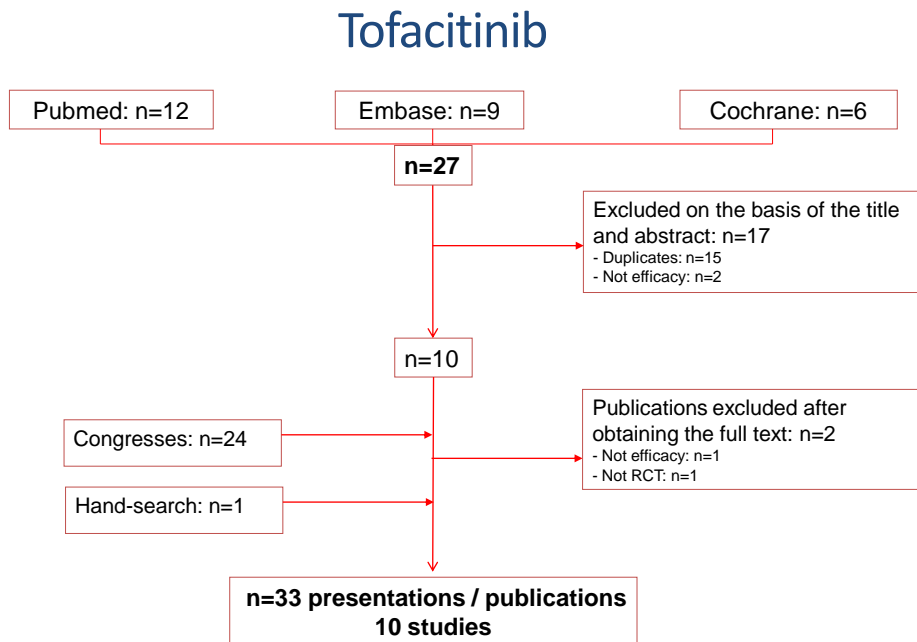 Tofacitinib
Pubmed: n=12
Embase: n=9
Cochrane: n=6
n=27
Excluded on the basis of the title
and abstract: n=17
- Duplicates: n=15
- Not efficacy: n=2
n=10
Congresses: n=24
Publications excluded after
obtaining the full text: n=2
- Not efficacy: n=1
- Not RCT: n=1
Hand-search: n=1
n=33 presentations / publications
10 studies